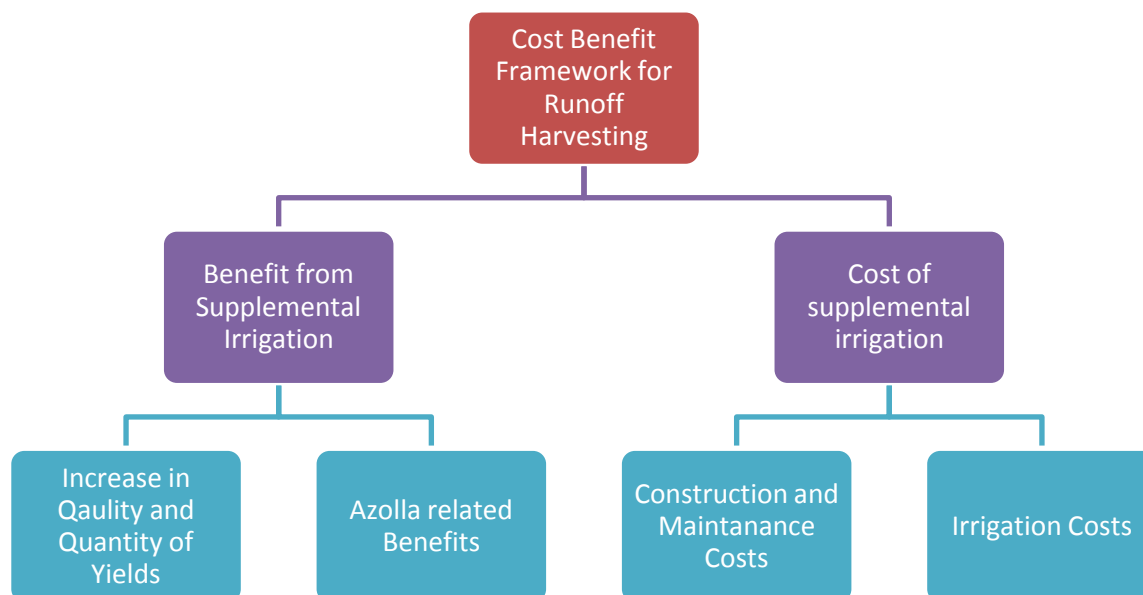 Cost Benefit
Framework for
Runoff
Harvesting
Benefit from
Supplemental
Irrigation
Cost of
supplemental
irrigation
Increase in
Qaulity and
Quantity of
Yields
Azolla related
Benefits
Construction and
Maintanance
Costs
Irrigation Costs